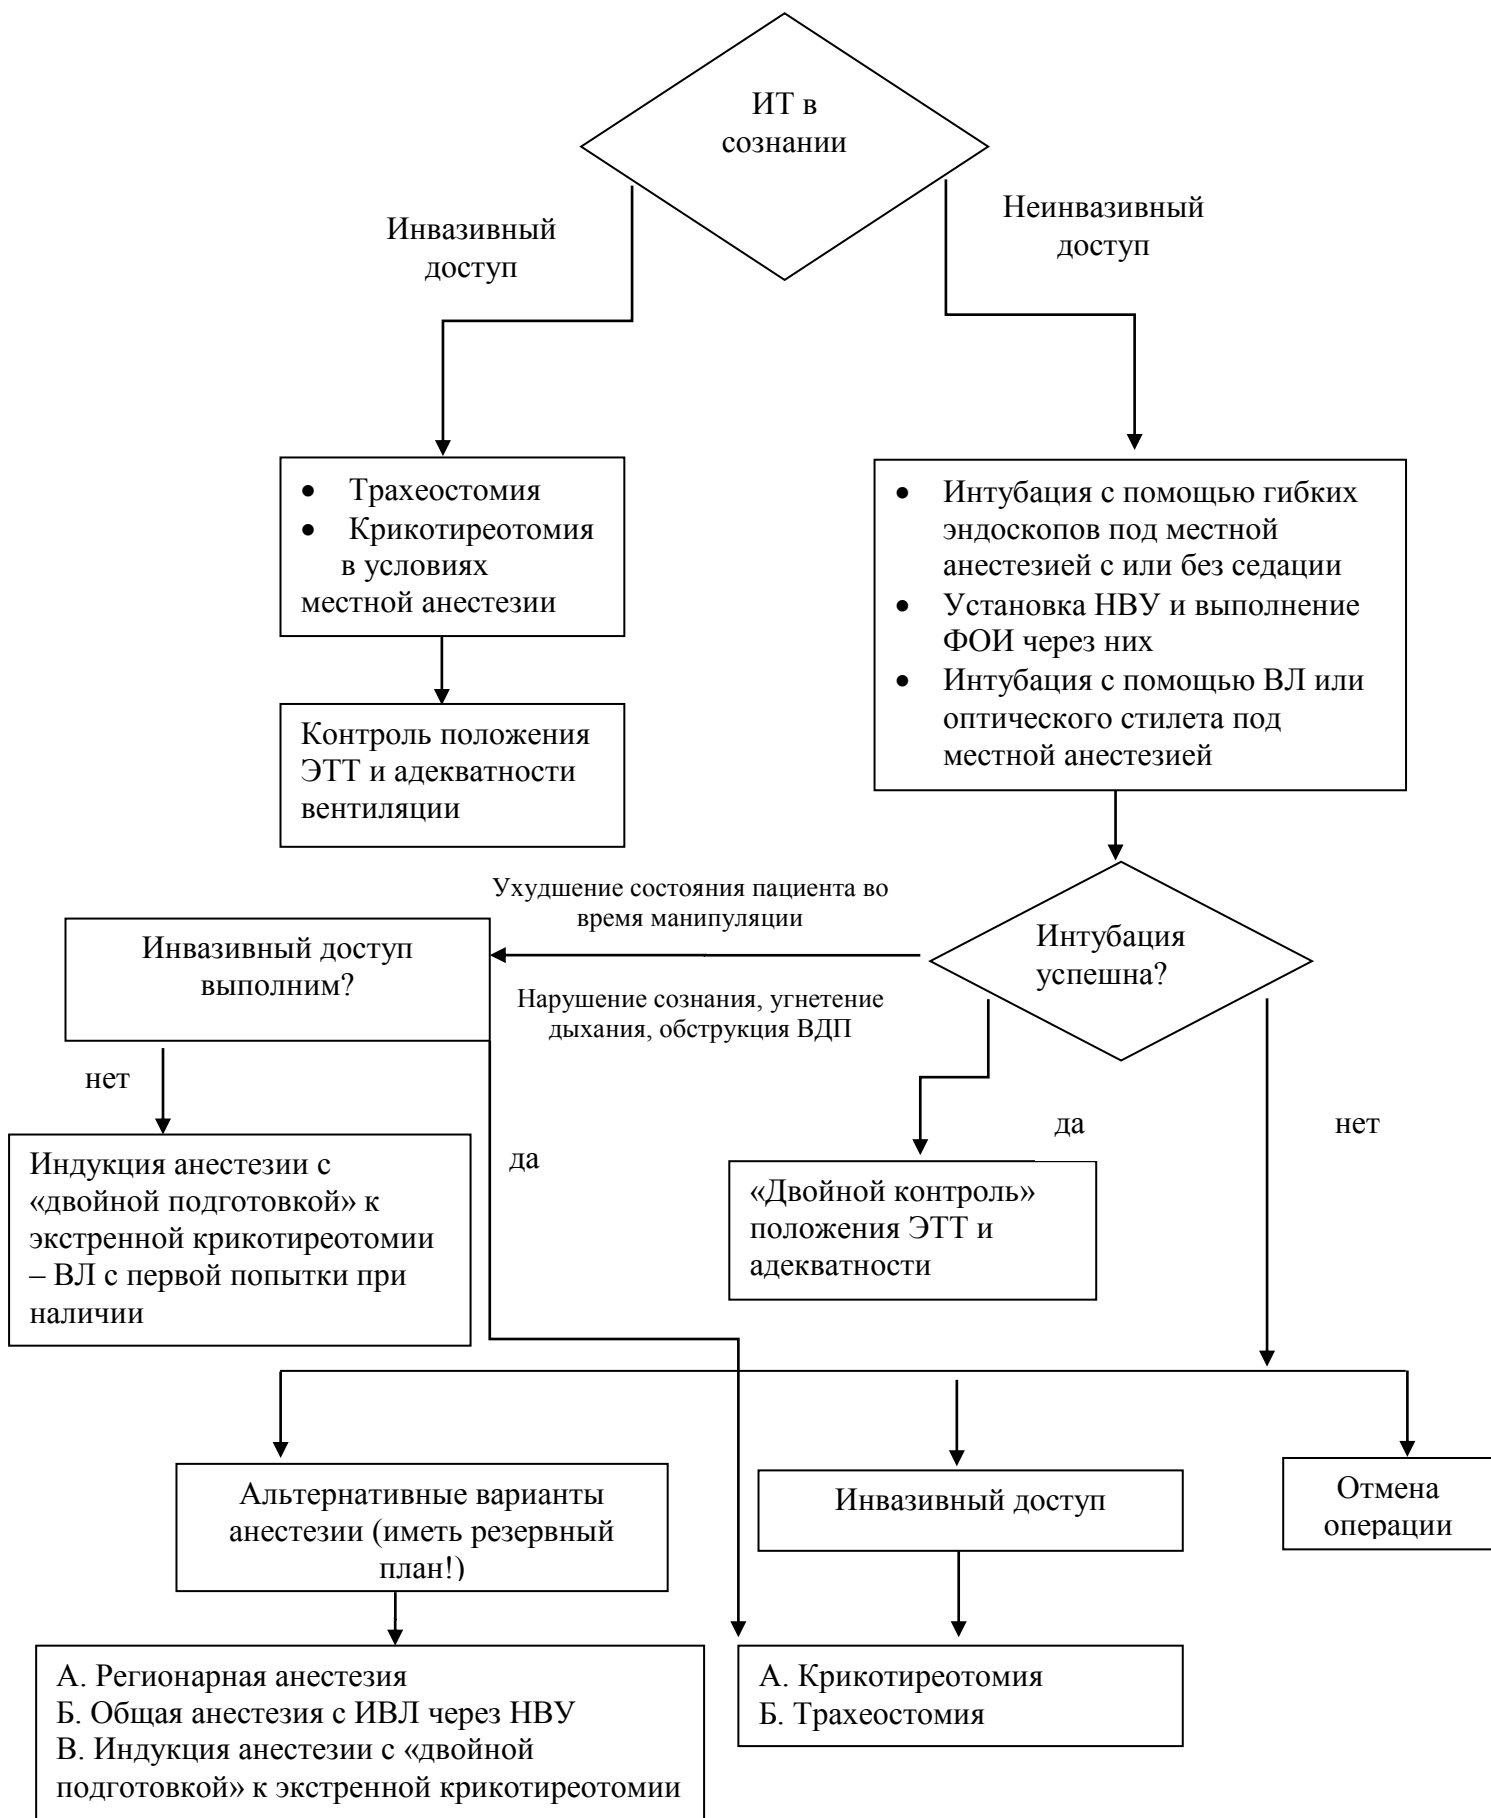 ИТ в
сознании
Инвазивный
доступ
Неинвазивный
доступ
• Трахеостомия
• Крикотиреотомия
в условиях
местной анестезии
• Интубация с помощью гибких
эндоскопов под местной
анестезией с или без седации
• Установка НВУ и выполнение
ФОИ через них
• Интубация с помощью ВЛ или
оптического стилета под
местной анестезией
Контроль положения
ЭТТ и адекватности
вентиляции
Ухудшение состояния пациента во
время манипуляции
Интубация
успешна?
Инвазивный доступ
выполним?
Нарушение сознания, угнетение
дыхания, обструкция ВДП
нет
да
да
нет
Индукция анестезии с
«двойной подготовкой» к
экстренной крикотиреотомии
– ВЛ с первой попытки при
наличии
«Двойной контроль»
положения ЭТТ и
адекватности
Альтернативные варианты
анестезии (иметь резервный
план!)
Инвазивный доступ
Отмена
операции
А. Регионарная анестезия
Б. Общая анестезия с ИВЛ через НВУ
В. Индукция анестезии с «двойной
подготовкой» к экстренной крикотиреотомии
А. Крикотиреотомия
Б. Трахеостомия